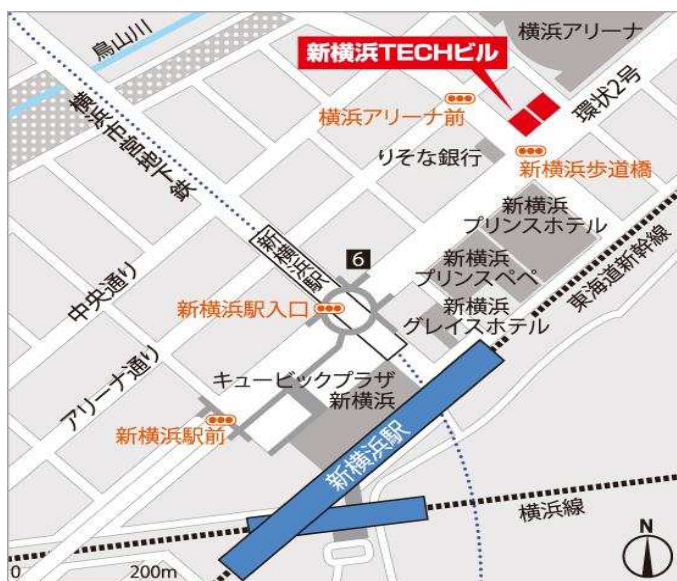 鳥山川
新横浜TECHビル
横浜アリーナ
横浜市営地下鉄
横浜アリーナ前
環状2号
りそな銀行
新横浜歩道橋
新横浜
プリンスホテル
新横浜駅
6
新横浜
プリンスペペ
東海道新幹線
中央通り
新横浜駅入口
新横浜
グレイスホテル
アリーナ通り
キュービックプラザ
新横浜
新横浜駅前
新横浜駅
横浜線
N
0
200m